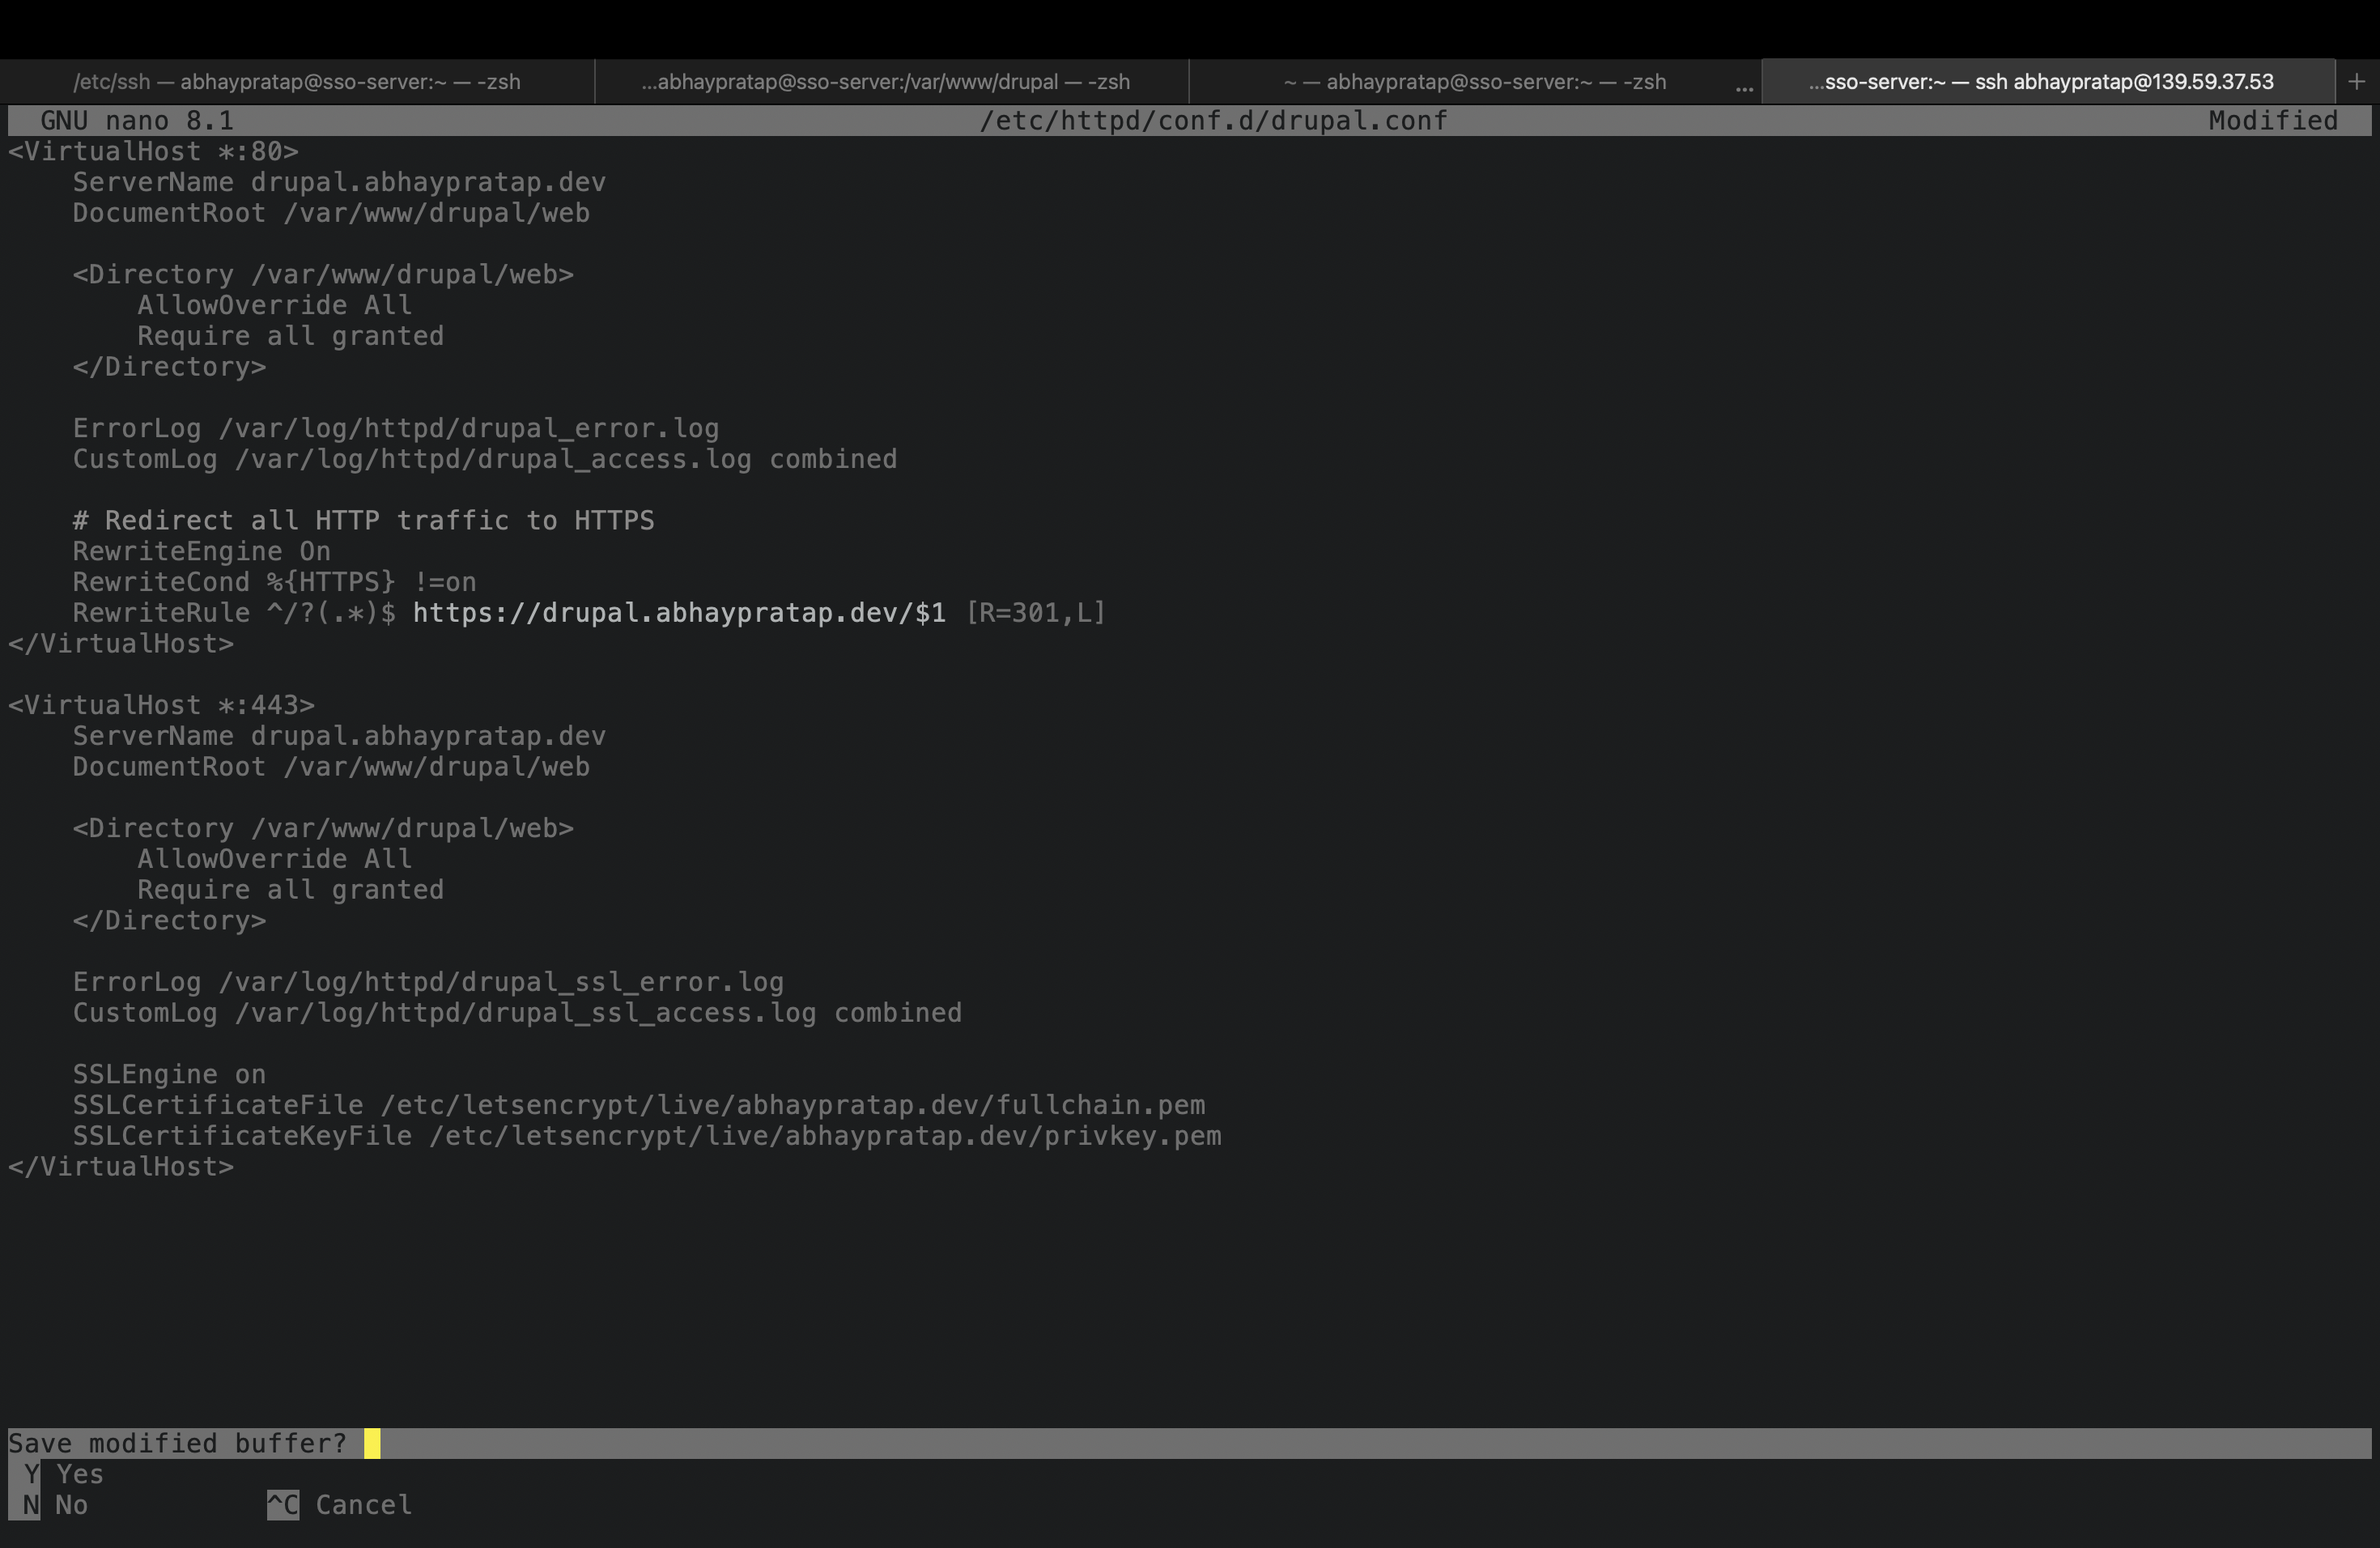 /etc/ssh — abhaypratap@sso-server:~ — -zsh
...abhaypratap@sso-server:/var/www/drupal — -zsh
~ — abhaypratap@sso-server:~ — -zsh
...
...sso-server:~ — ssh abhaypratap@139.59.37.53
+
GNU nano 8.1 /etc/httpd/conf.d/drupal.conf Modified
<VirtualHost *:80>
    ServerName drupal.abhaypratap.dev
    DocumentRoot /var/www/drupal/web

    <Directory /var/www/drupal/web>
        AllowOverride All
        Require all granted
    </Directory>

    ErrorLog /var/log/httpd/drupal_error.log
    CustomLog /var/log/httpd/drupal_access.log combined

    # Redirect all HTTP traffic to HTTPS
    RewriteEngine On
    RewriteCond %{HTTPS} !=on
    RewriteRule ^/?(.*)$ https://drupal.abhaypratap.dev/$1 [R=301,L]
</VirtualHost>

<VirtualHost *:443>
    ServerName drupal.abhaypratap.dev
    DocumentRoot /var/www/drupal/web

    <Directory /var/www/drupal/web>
        AllowOverride All
        Require all granted
    </Directory>

    ErrorLog /var/log/httpd/drupal_ssl_error.log
    CustomLog /var/log/httpd/drupal_ssl_access.log combined

    SSLEngine on
    SSLCertificateFile /etc/letsencrypt/live/abhaypratap.dev/fullchain.pem
    SSLCertificateKeyFile /etc/letsencrypt/live/abhaypratap.dev/privkey.pem
</VirtualHost>

Save modified buffer?
Y Yes
N No ^C Cancel